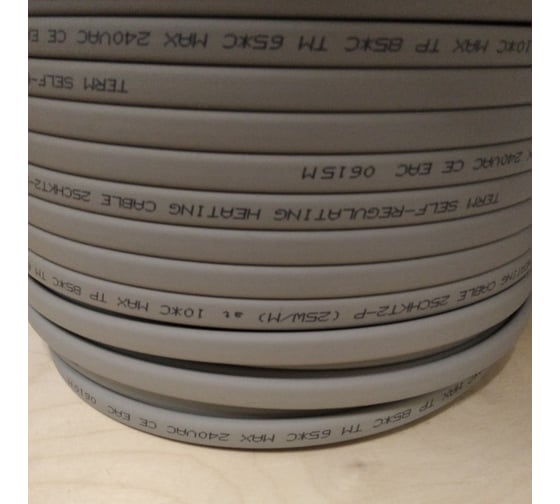 10*C MAX TP 85*C TM 65*C MAX 240VAC CE E
TERM SELF-
240VAC CE EAC 0615M
TERM SELF-REGULATING HEATING CABLE 25CHKT2-
CABLE 25CHKT2-P (25W/M) at 10*C MAX TP 85*C TM
*C MAX TP 85*C TM 65*C MAX 240VAC CE EAC 0615M